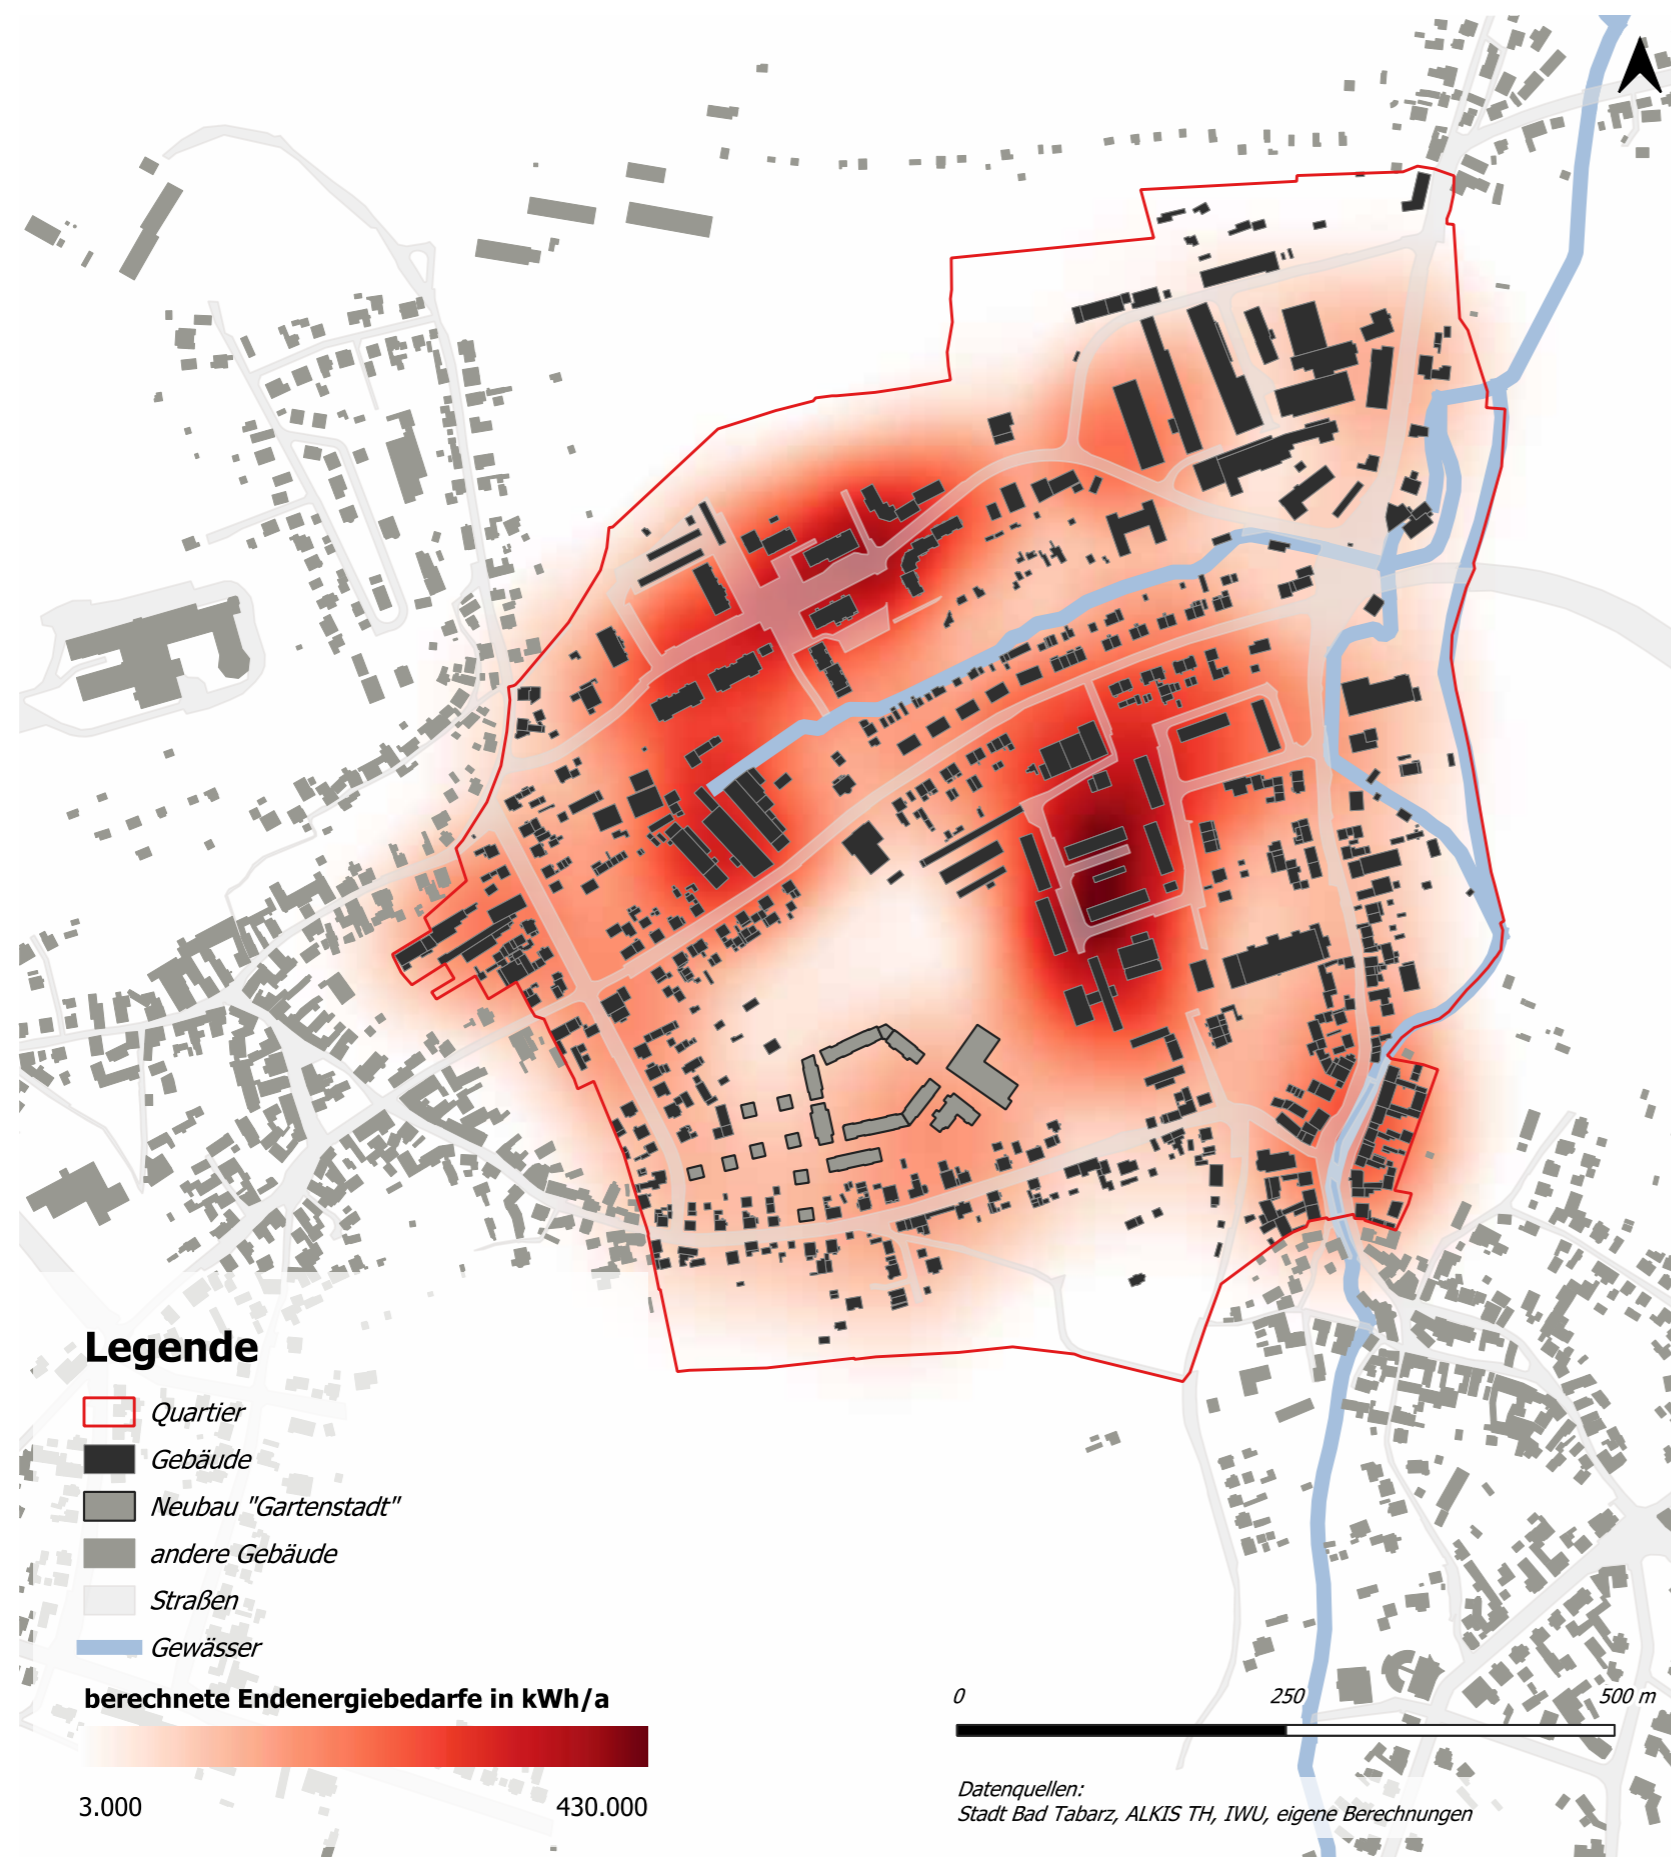 Legende
Quartier
Gebäude
Neubau "Gartenstadt"
andere Gebäude
Straßen
Gewässer
berechnete Endenergiebedarfe in kWh/a
3.000 430.000
0 250 500 m
Datenquellen:
Stadt Bad Tabarz, ALKIS TH, IWU, eigene Berechnungen